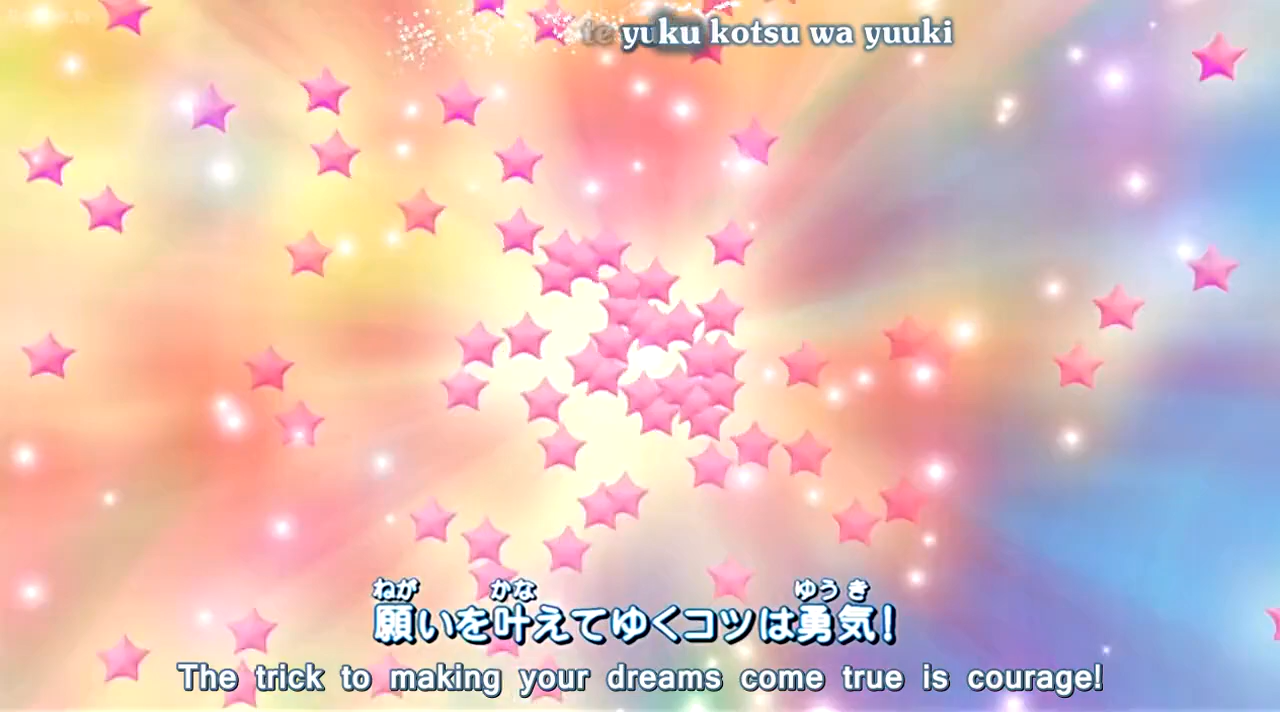 te yuku kotsu wa yuuki
ねが かな ゆう き
願いを叶えてゆくコツは勇気!
The trick to making your dreams come true is courage!